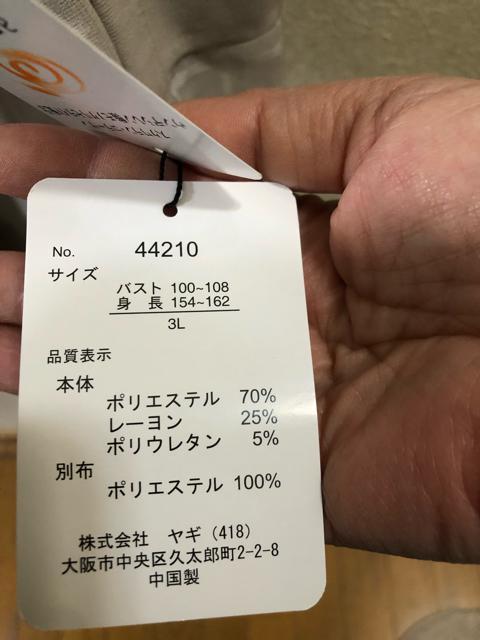 No. 44210
サイズ
バスト 100~108
身長 154~162
3L
品質表示
本体
ポリエステル 70%
レーヨン 25%
ポリウレタン 5%
別布
ポリエステル 100%
株式会社 ヤギ(418)
大阪市中央区久太郎町2-2-8
中国製